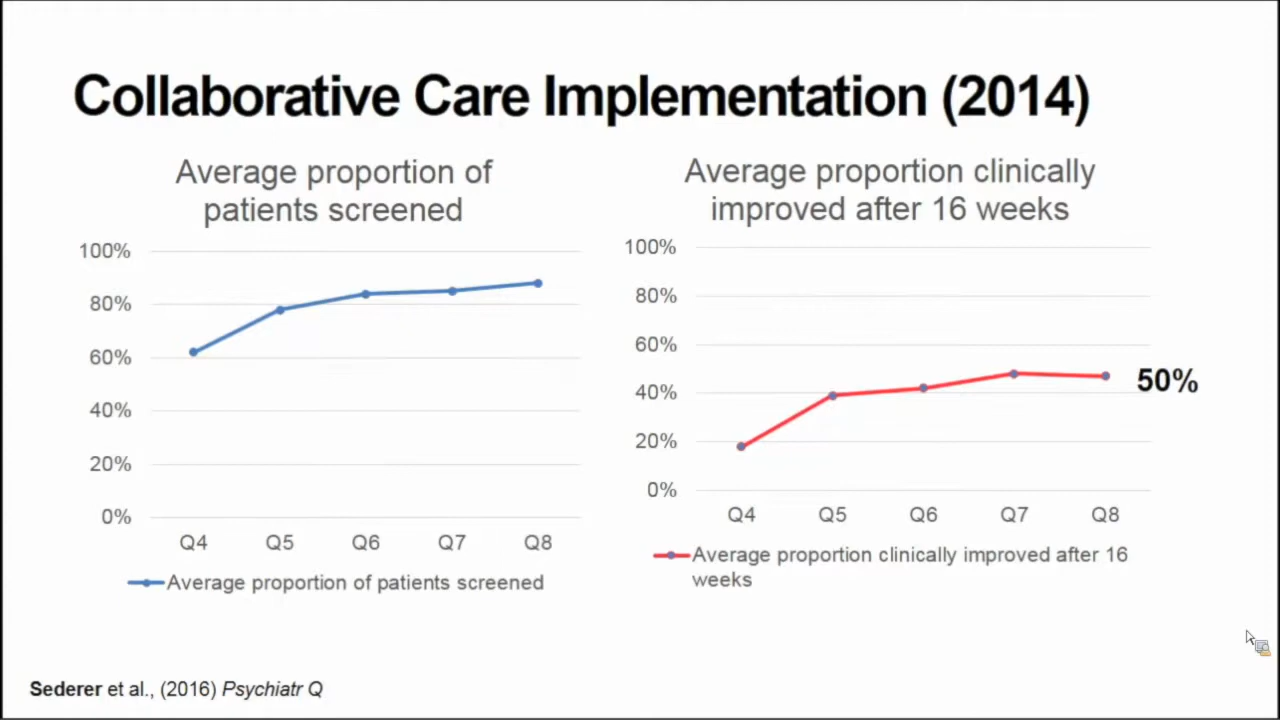 Collaborative Care Implementation (2014)
Average proportion of
patients screened
100%
80%
60%
40%
20%
0%
Q4 Q5 Q6 Q7 Q8
Average proportion of patients screened
Average proportion clinically
improved after 16 weeks
100%
80%
60%
40%
20%
0%
50%
Q4 Q5 Q6 Q7 Q8
Average proportion clinically improved after 16
weeks
Sederer et al., (2016) Psychiatr Q